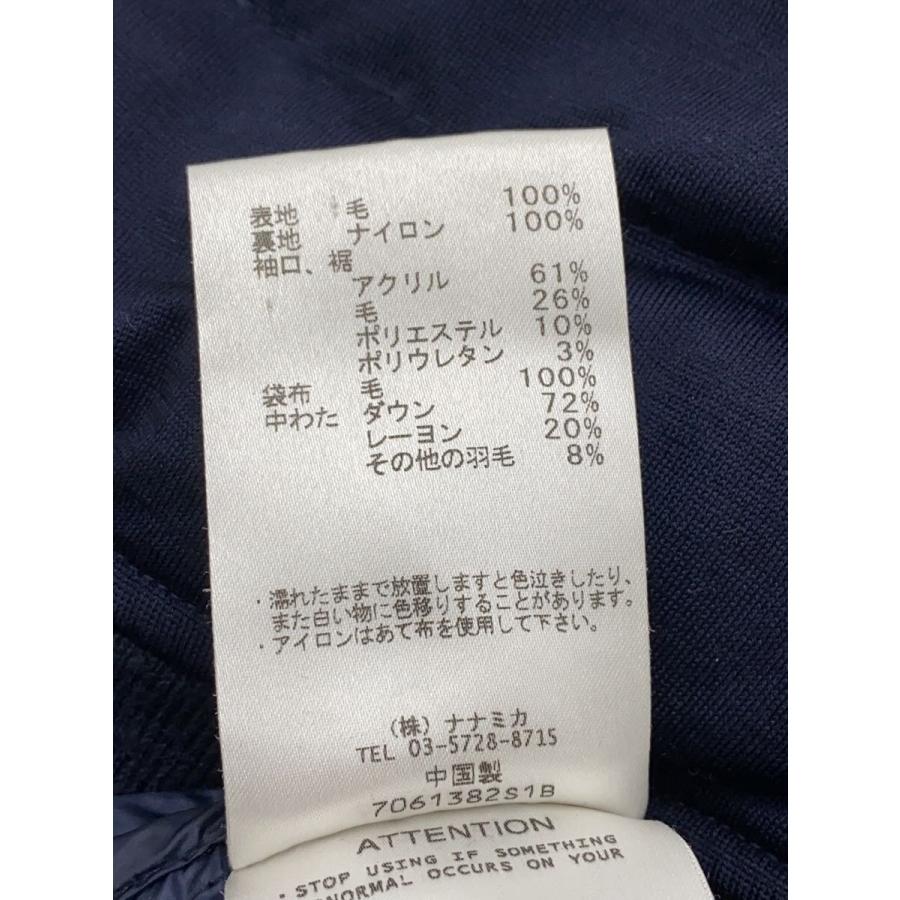 表地 毛 100%
裏地 ナイロン 100%
袖口、裾
アクリル 61%
毛 26%
ポリエステル 10%
ポリウレタン 3%
袋布 毛 100%
中わた ダウン 72%
レーヨン 20%
その他の羽毛 8%
・濡れたままで放置しますと色泣きしたり、
また白い物に色移りすることがあります。
・アイロンはあて布を使用して下さい。
(株) ナナミカ
TEL 03-5728-8715
中国製
7061382S1B
ATTENTION
・STOP USING IF SOMETHING
OCCURS ON YOUR